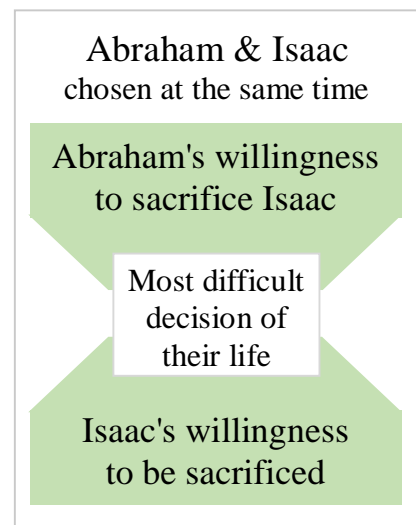 Abraham & Isaac
chosen at the same time
Abraham's willingness
to sacrifice Isaac
Most difficult
decision of
their life
Isaac's willingness
to be sacrificed